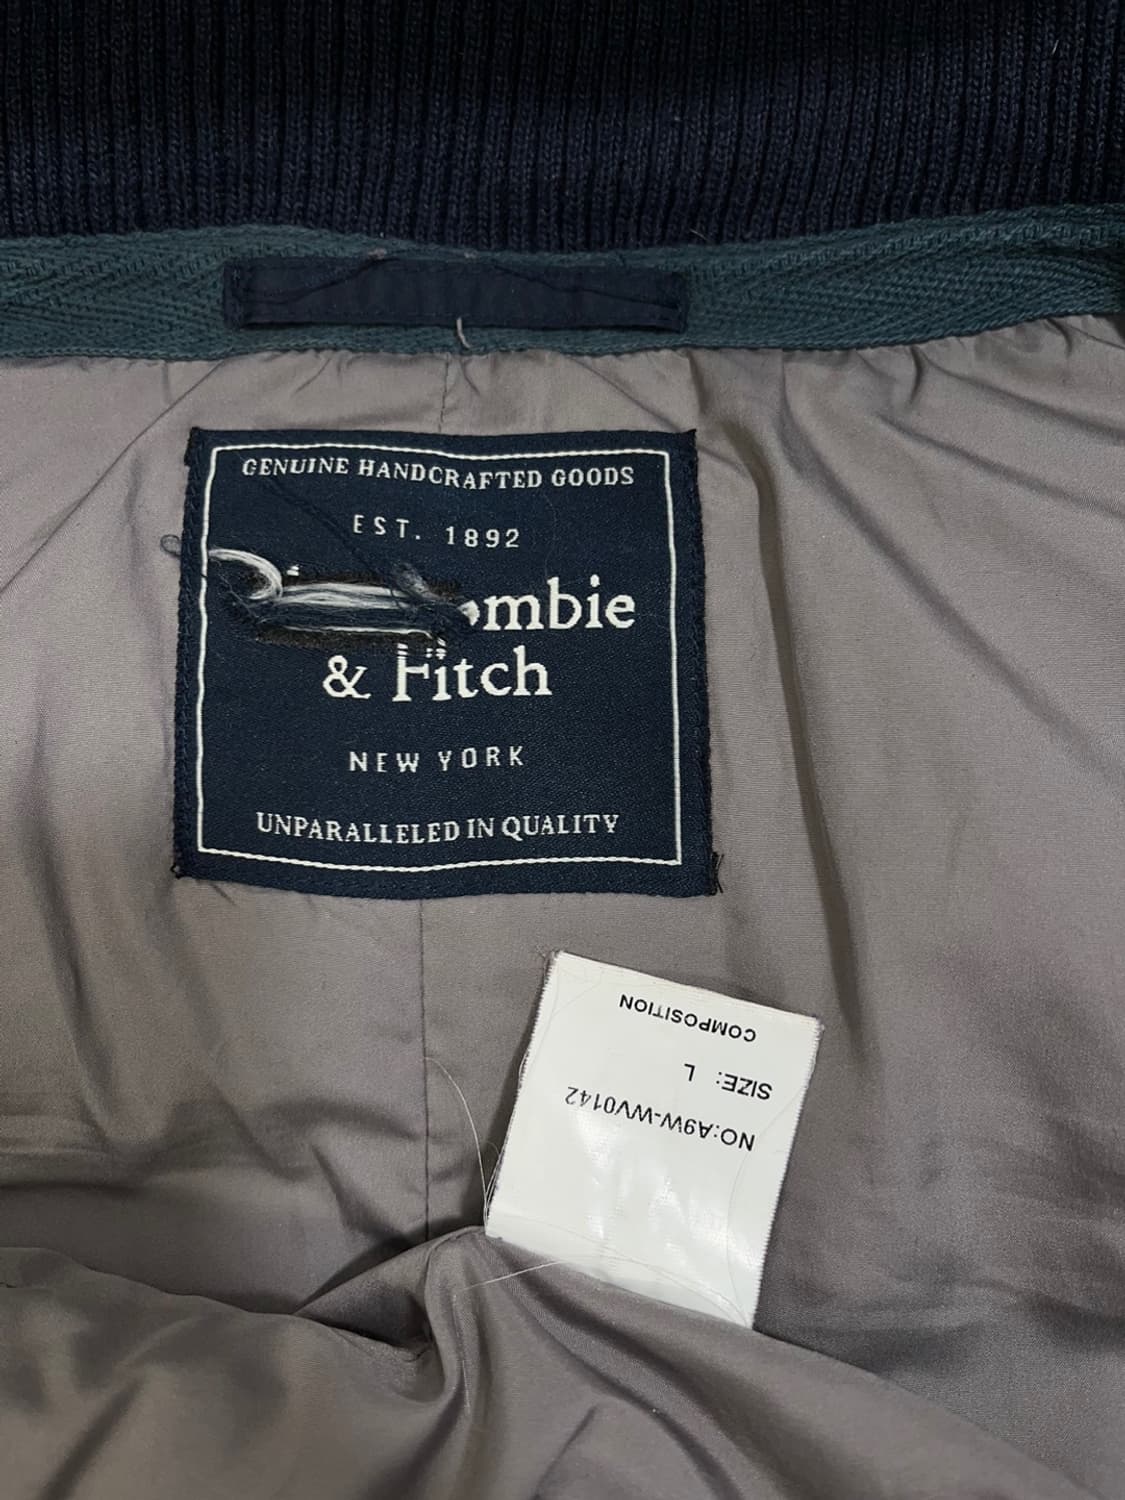 GENUINE HANDCRAFTED GOODS
EST. 1892
ombie
& Fitch
NEW YORK
UNPARALLELED IN QUALITY
NO:A9W-WV0142
SIZE: L
COMPOSITION